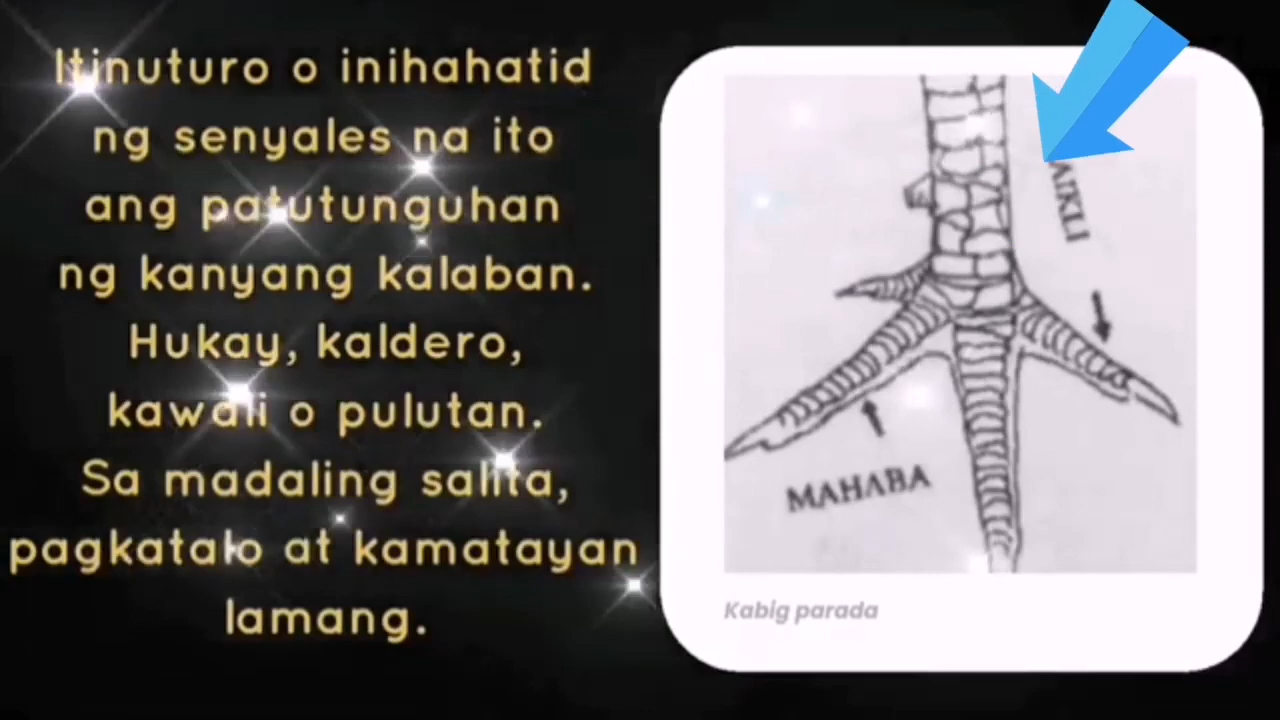 Itinuturo o inihahatid
ng senyales na ito
ang patutunguhan
ng kanyang kalaban.
Hukay, kaldero,
kawali o pulutan.
Sa madaling salita,
pagkatalo at kamatayan
lamang.
MAHABA
Kabig parada